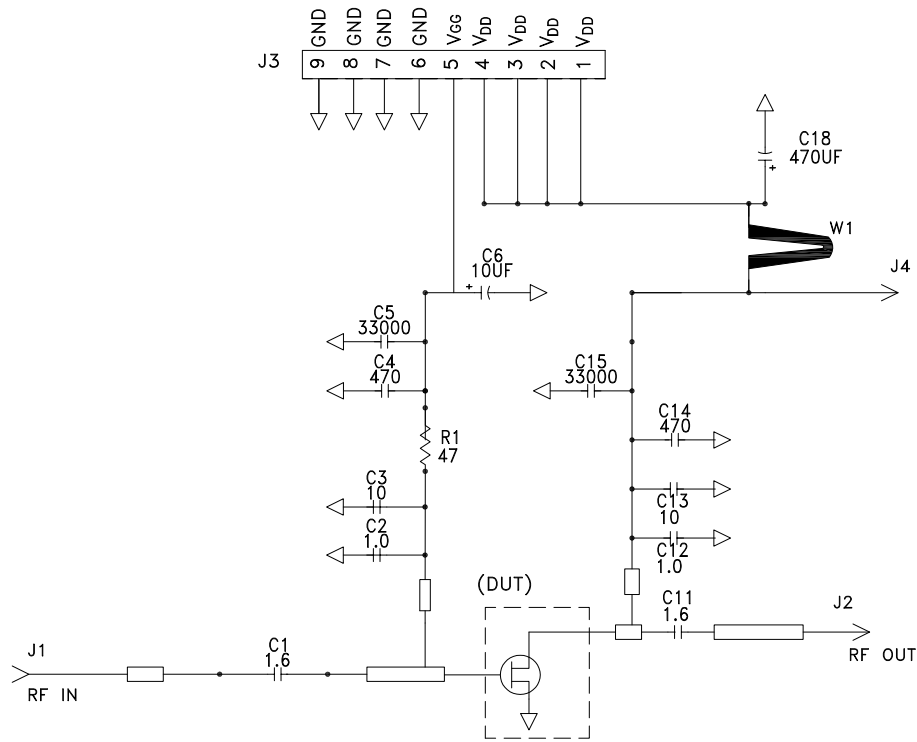 J3
GND
GND
GND
GND
VGG
VDD
VDD
VDD
VDD
9
8
7
6
5
4
3
2
1
C18
470UF
W1
J4
C6
10UF
C5
33000
C4
470
C15
33000
C14
470
R1
47
C3
10
C13
10
C2
1.0
C12
1.0
(DUT)
C11
1.6
J2
RF OUT
J1
RF IN
C1
1.6
+
+